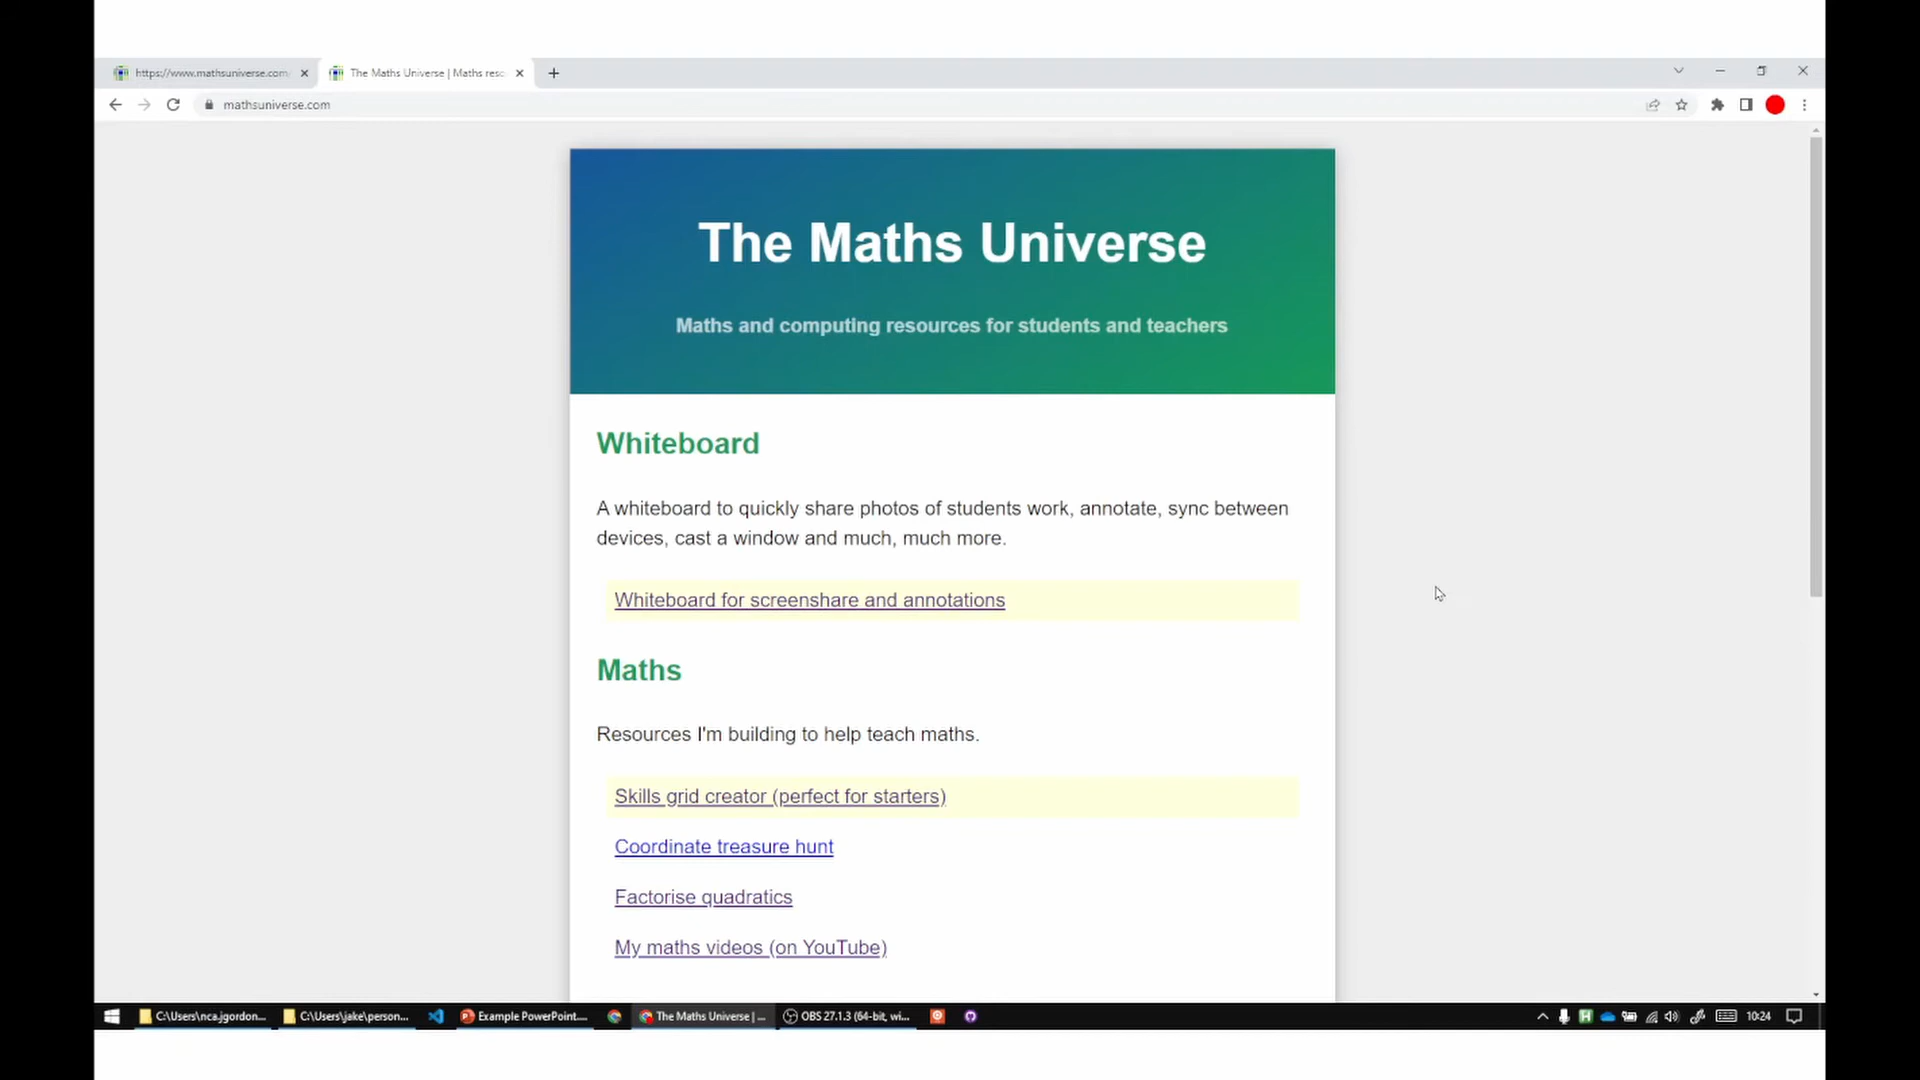 https://www.mathsuniverse.com
The Maths Universe | Maths resc
mathsuniverse.com
The Maths Universe
Maths and computing resources for students and teachers
Whiteboard
A whiteboard to quickly share photos of students work, annotate, sync between
devices, cast a window and much, much more.
Whiteboard for screenshare and annotations
Maths
Resources I'm building to help teach maths.
Skills grid creator (perfect for starters)
Coordinate treasure hunt
Factorise quadratics
My maths videos (on YouTube)
C:\Users\nca.jgordon... C:\Users\jake\person... Example PowerPoint.... The Maths Universe | ... OBS 27.1.3 (64-bit, wi... 10:24